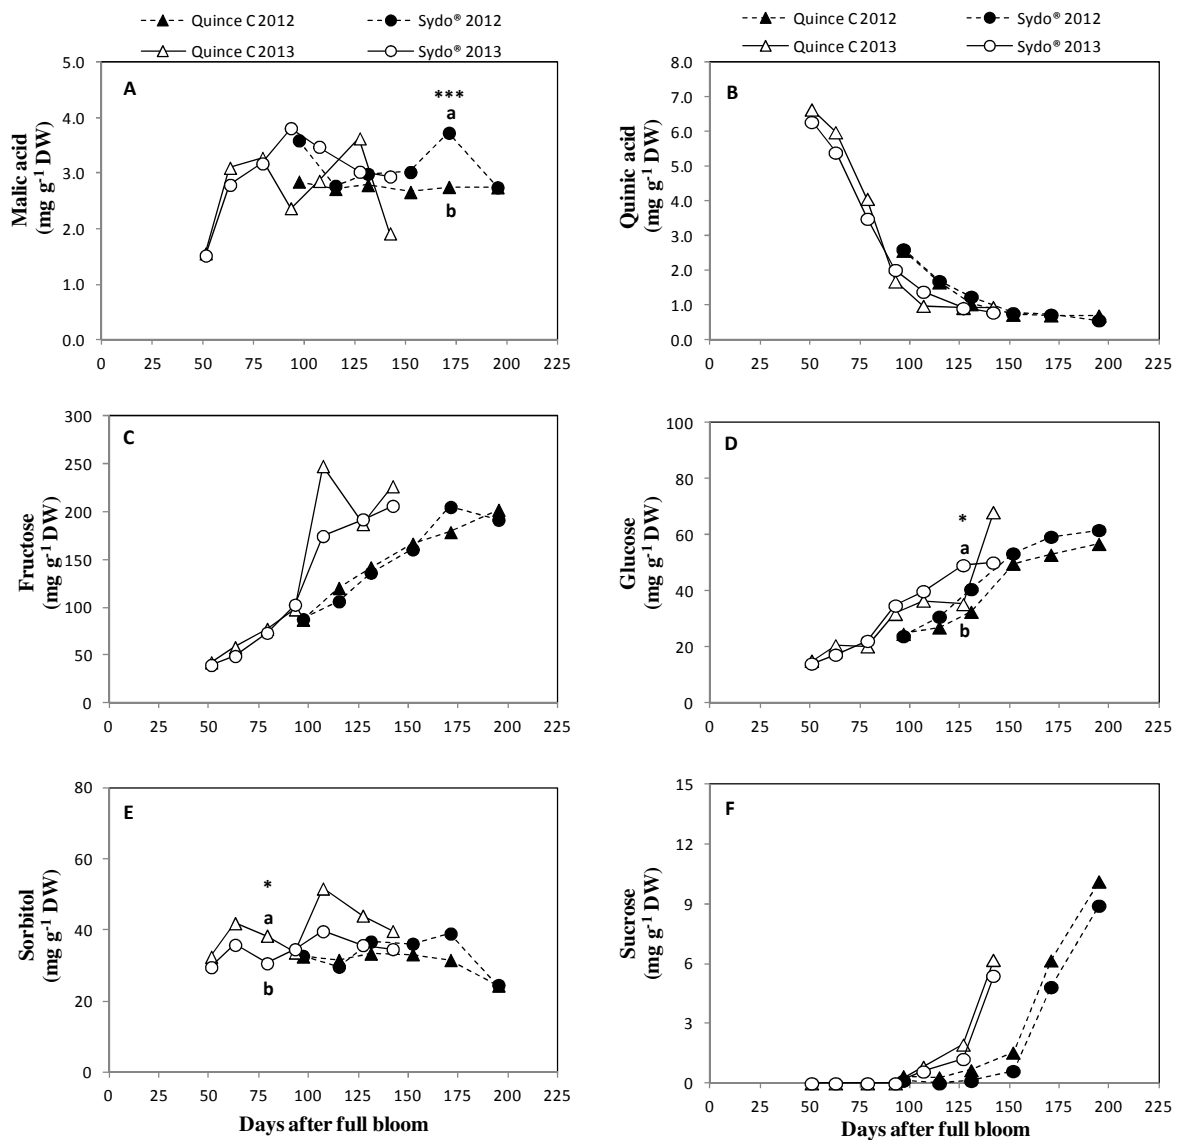 Quince C 2012 Sydo® 2012
Quince C 2013 Sydo® 2013
Quince C 2012 Sydo® 2012
Quince C 2013 Sydo® 2013
A
5.0
4.0
3.0
2.0
1.0
0.0
Malic acid
(mg g⁻¹ DW)
***
a
b
0 25 50 75 100 125 150 175 200 225
B
8.0
7.0
6.0
5.0
4.0
3.0
2.0
1.0
0.0
Quinic acid
(mg g⁻¹ DW)
0 25 50 75 100 125 150 175 200 225
C
300
250
200
150
100
50
0
Fructose
(mg g⁻¹ DW)
0 25 50 75 100 125 150 175 200 225
D
100
80
60
40
20
0
Glucose
(mg g⁻¹ DW)
*
a
b
0 25 50 75 100 125 150 175 200 225
E
80
60
40
20
0
Sorbitol
(mg g⁻¹ DW)
*
a
b
0 25 50 75 100 125 150 175 200 225
Days after full bloom
F
15
12
9
6
3
0
Sucrose
(mg g⁻¹ DW)
0 25 50 75 100 125 150 175 200 225
Days after full bloom